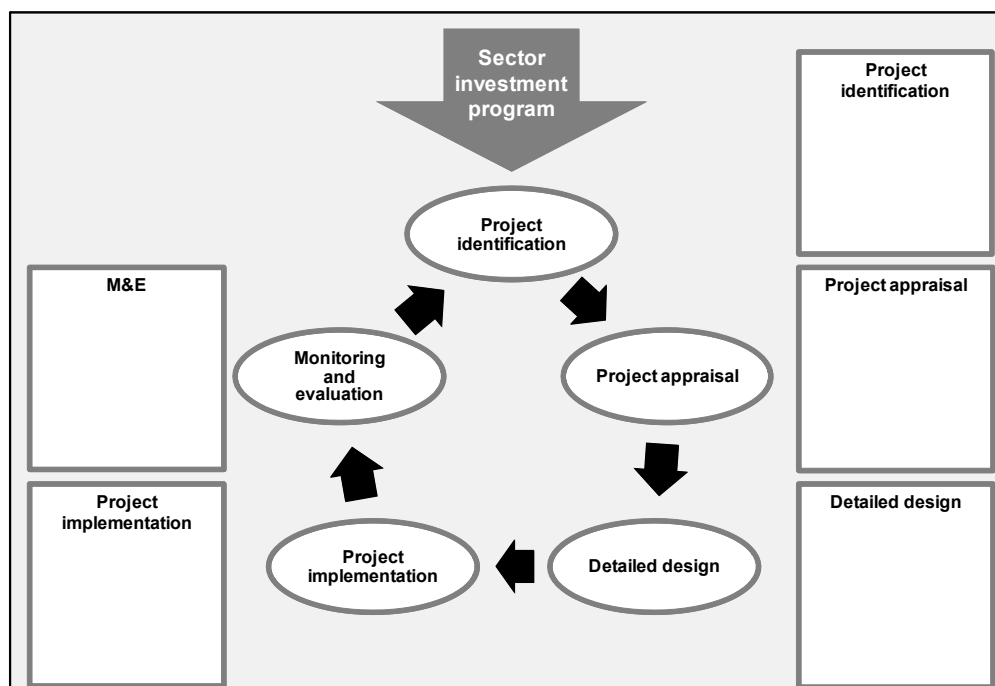 Sector
investment
program
Project
identification
Project
identification
M&E
Project appraisal
Monitoring
and
evaluation
Project appraisal
Project
implementation
Detailed design
Project
implementation
Detailed design